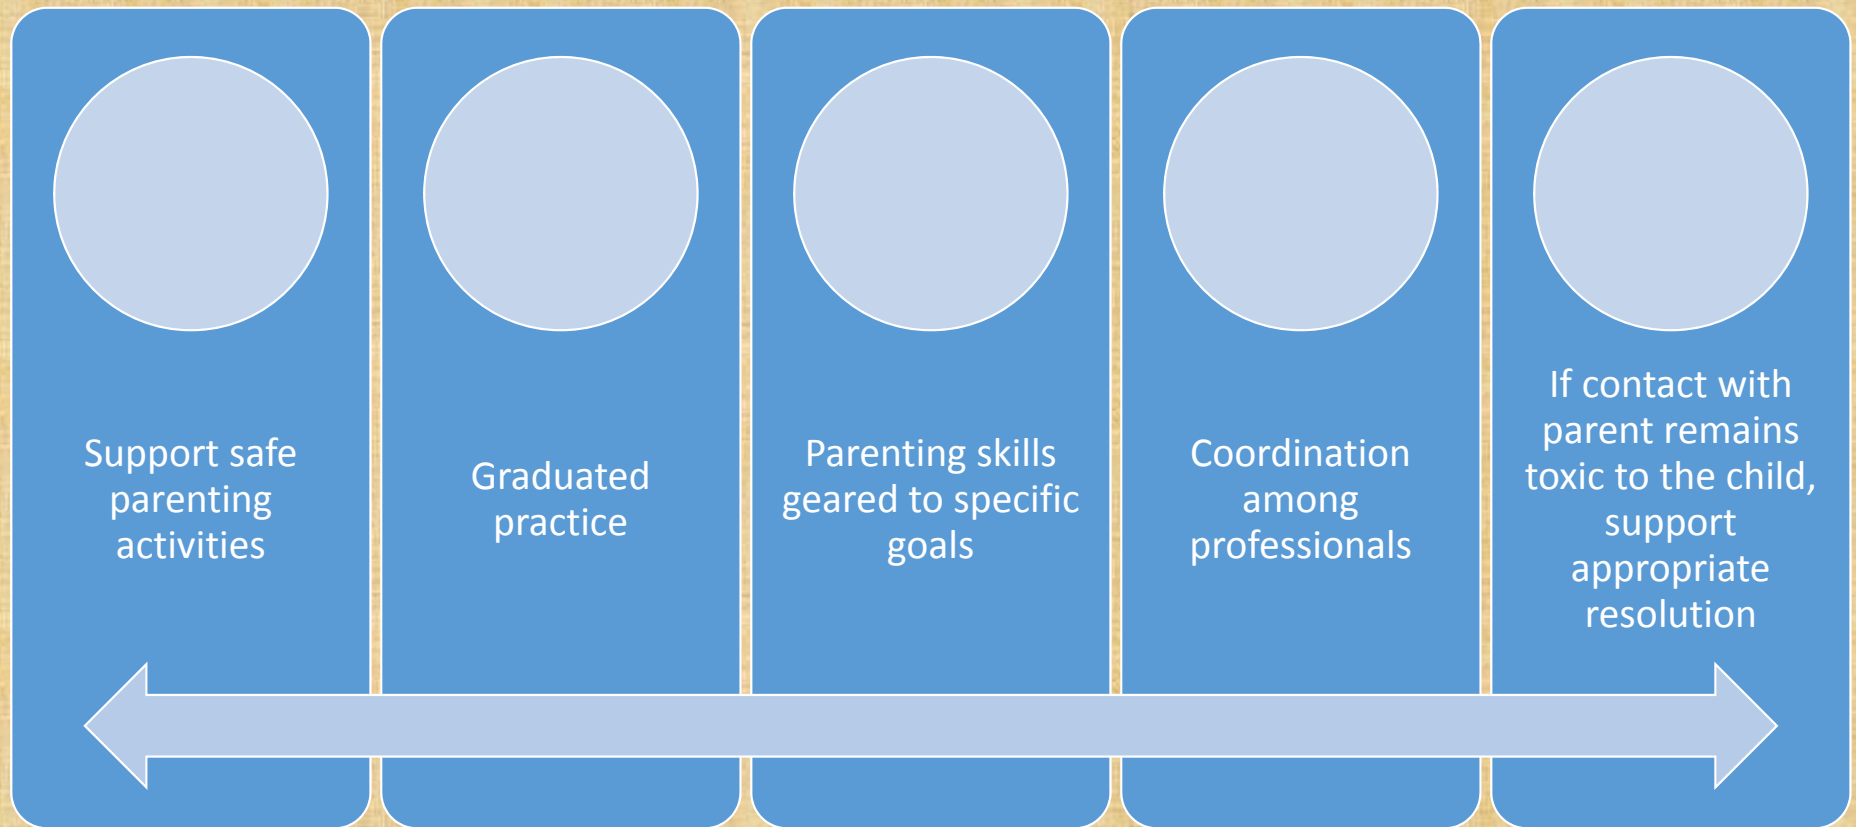 Support safe
parenting
activities
Graduated
practice
Parenting skills
geared to specific
goals
Coordination
among
professionals
If contact with
parent remains
toxic to the child,
support
appropriate
resolution